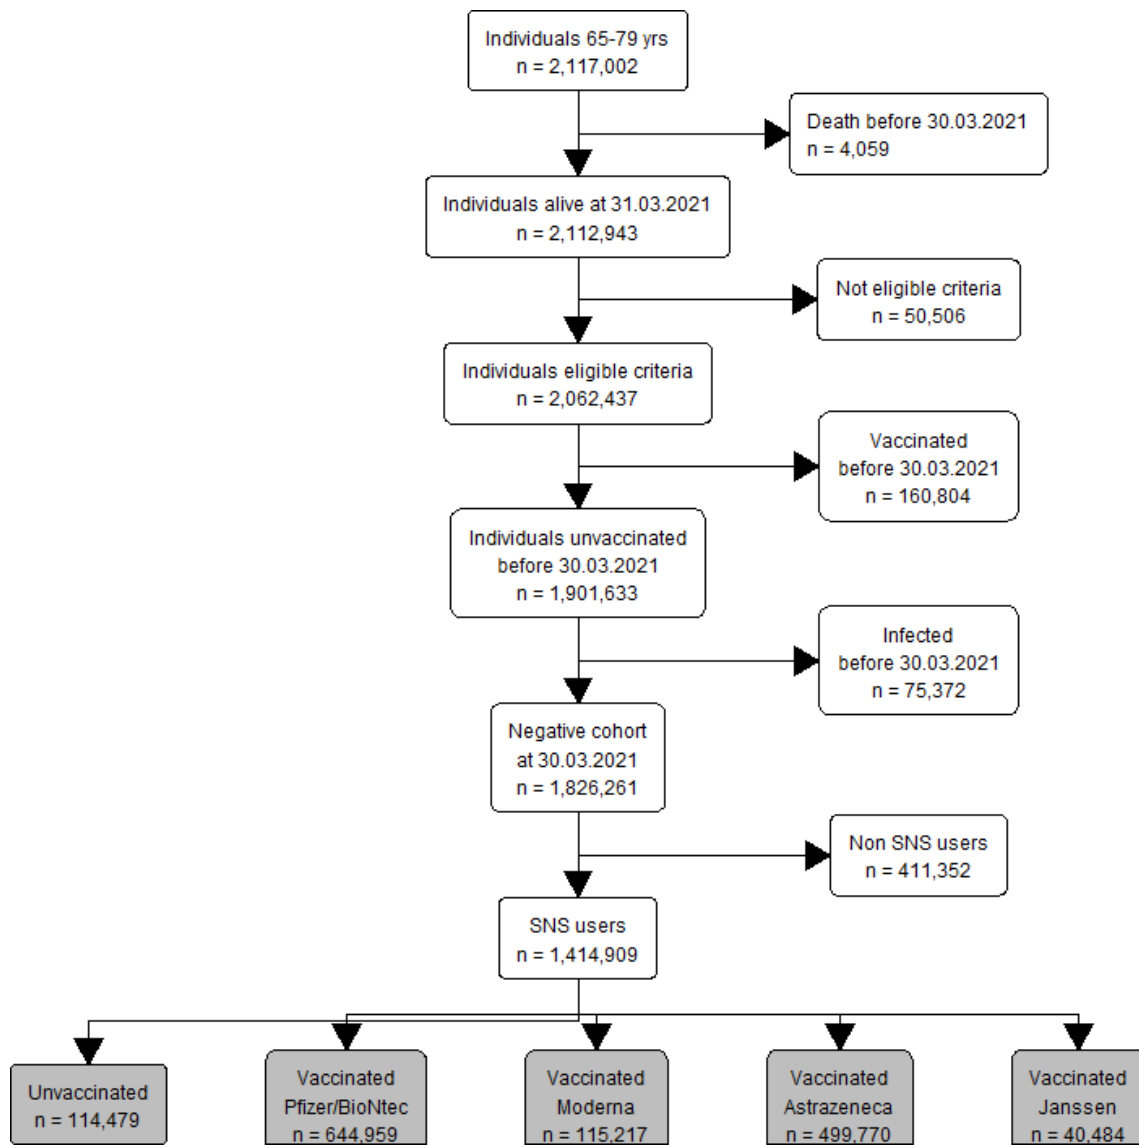 Individuals 65-79 yrs
n = 2,117,002
Death before 30.03.2021
n = 4,059
Individuals alive at 31.03.2021
n = 2,112,943
Not eligible criteria
n = 50,506
Individuals eligible criteria
n = 2,062,437
Vaccinated
before 30.03.2021
n = 160,804
Individuals unvaccinated
before 30.03.2021
n = 1,901,633
Infected
before 30.03.2021
n = 75,372
Negative cohort
at 30.03.2021
n = 1,826,261
Non SNS users
n = 411,352
SNS users
n = 1,414,909
Unvaccinated
n = 114,479
Vaccinated
Pfizer/BioNtec
n = 644,959
Vaccinated
Moderna
n = 115,217
Vaccinated
Astrazeneca
n = 499,770
Vaccinated
Janssen
n = 40,484